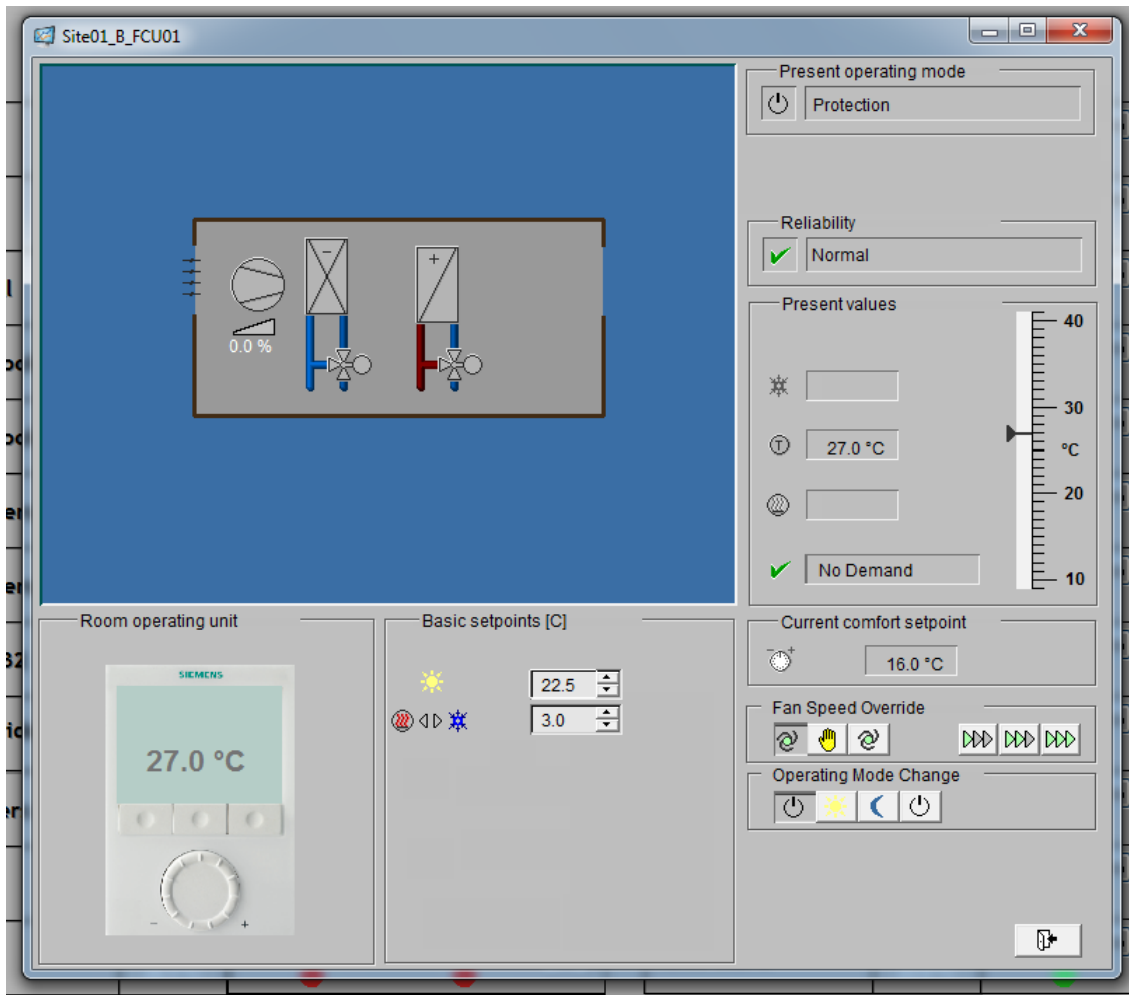 Site01_B_FCU01
Present operating mode
Protection
Reliability
Normal
Present values
40
30
°C
27.0 °C
20
No Demand
10
- +
0.0 %
Room operating unit
SIEMENS
27.0 °C
- +
Basic setpoints [C]
22.5
3.0
Current comfort setpoint
- +
16.0 °C
Fan Speed Override
Operating Mode Change